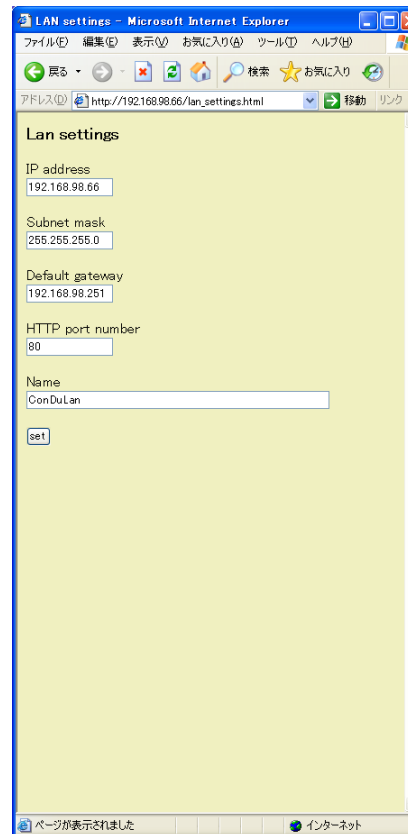 LAN settings - Microsoft Internet Explorer
ファイル(F) 編集(E) 表示(V) お気に入り(A) ツール(T) ヘルプ(H)
戻る 検索 お気に入り
アドレス(D) http://192.168.98.66/lan_settings.html 移動 リンク
Lan settings
IP address
192.168.98.66
Subnet mask
255.255.255.0
Default gateway
192.168.98.251
HTTP port number
80
Name
ConDuLan
set
ページが表示されました インターネット